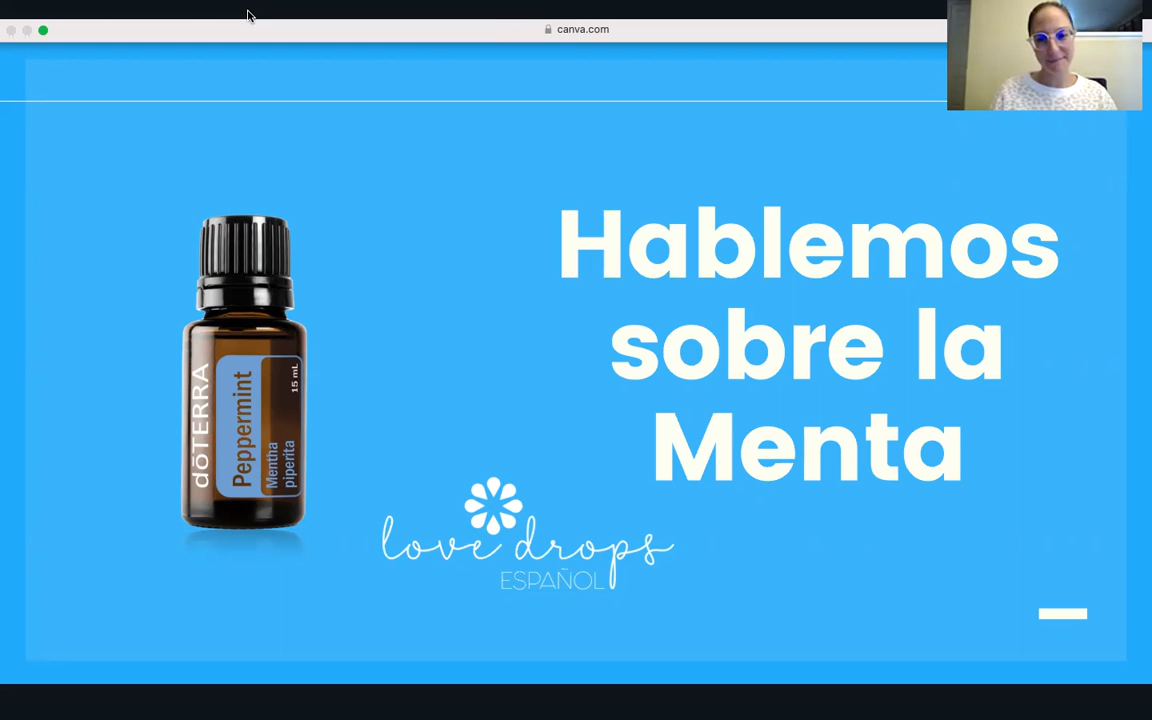 canva.com
Hablemos
sobre la
Menta
dōTERRA
Peppermint
Mentha
piperita
15 mL
love drops
ESPAÑOL